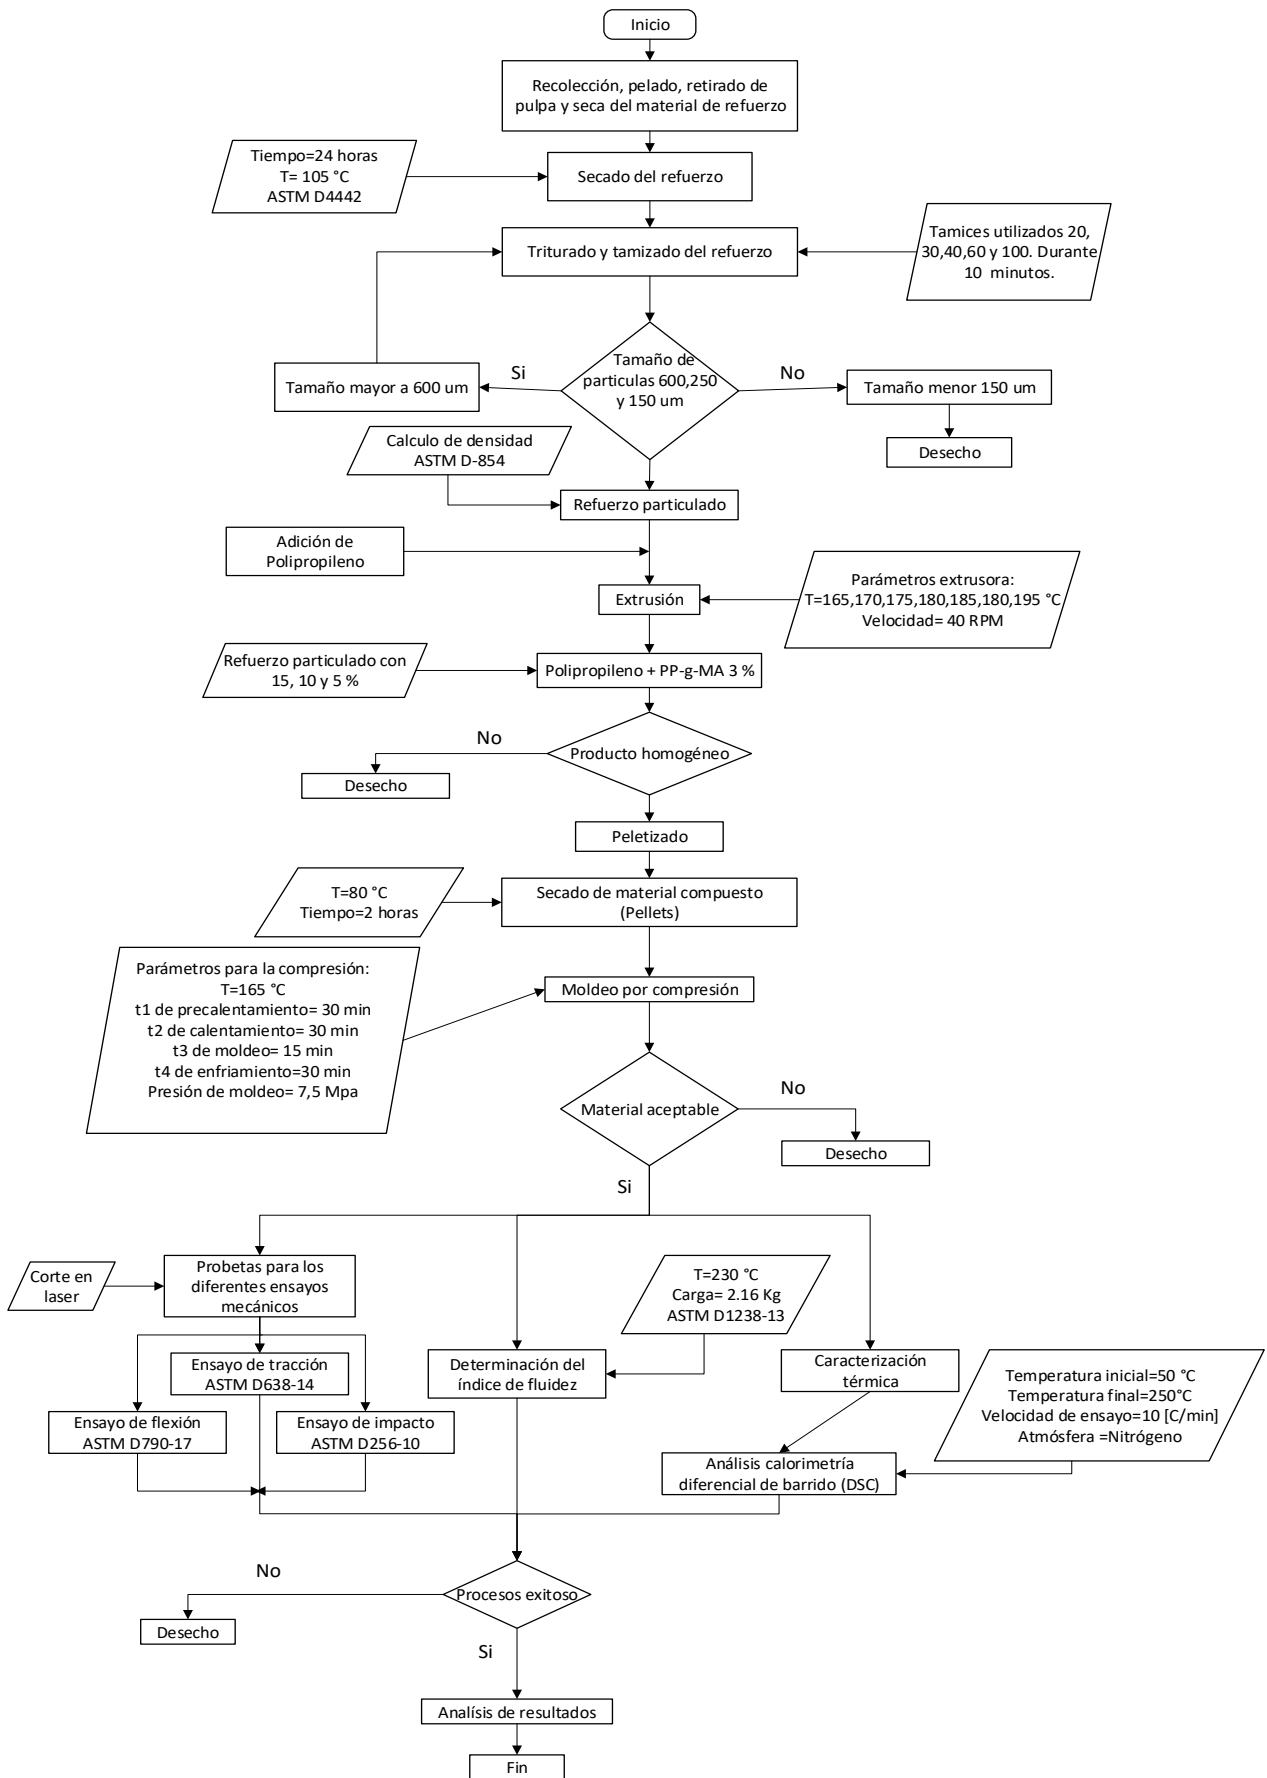 Inicio
Recolección, pelado, retirado de
pulpa y seca del material de refuerzo
Tiempo=24 horas
T= 105 °C
ASTM D4442
Secado del refuerzo
Triturado y tamizado del refuerzo
Tamices utilizados 20,
30,40,60 y 100. Durante
10 minutos.
Tamaño de
particulas 600,250
y 150 um
Si
No
Tamaño mayor a 600 um
Tamaño menor 150 um
Desecho
Calculo de densidad
ASTM D-854
Refuerzo particulado
Adición de
Polipropileno
Extrusión
Parámetros extrusora:
T=165,170,175,180,185,180,195 °C
Velocidad= 40 RPM
Refuerzo particulado con
15, 10 y 5 %
Polipropileno + PP-g-MA 3 %
No
Producto homogéneo
Desecho
Peletizado
T=80 °C
Tiempo=2 horas
Secado de material compuesto
(Pellets)
Parámetros para la compresión:
T=165 °C
t1 de precalentamiento= 30 min
t2 de calentamiento= 30 min
t3 de moldeo= 15 min
t4 de enfriamiento=30 min
Presión de moldeo= 7,5 Mpa
Moldeo por compresión
Material aceptable
No
Desecho
Si
Corte en
laser
Probetas para los
diferentes ensayos
mecánicos
T=230 °C
Carga= 2.16 Kg
ASTM D1238-13
Ensayo de tracción
ASTM D638-14
Determinación del
índice de fluidez
Caracterización
térmica
Temperatura inicial=50 °C
Temperatura final=250°C
Velocidad de ensayo=10 [C/min]
Atmósfera =Nitrógeno
Ensayo de flexión
ASTM D790-17
Ensayo de impacto
ASTM D256-10
Análisis calorimetría
diferencial de barrido (DSC)
No
Procesos exitoso
Desecho
Si
Analísis de resultados
Fin